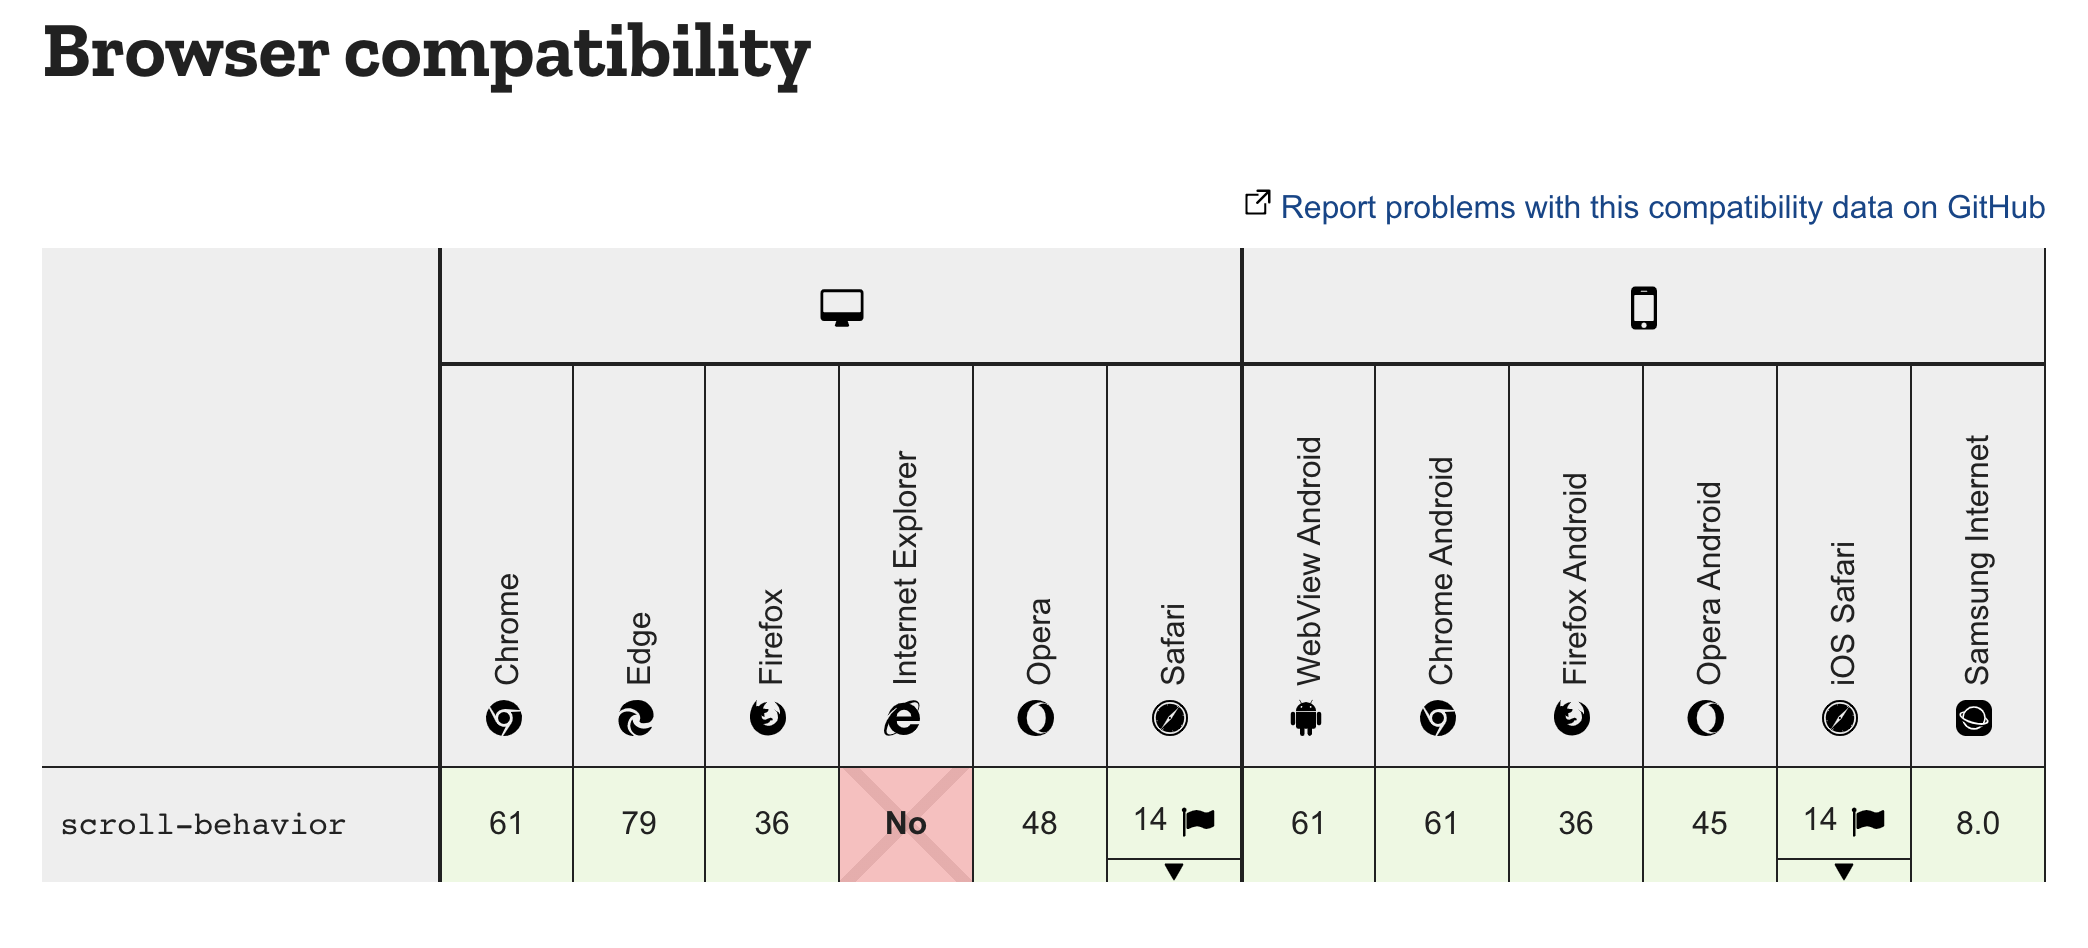 Browser compatibility
Report problems with this compatibility data on GitHub
Chrome
Edge
Firefox
Internet Explorer
Opera
Safari
WebView Android
Chrome Android
Firefox Android
Opera Android
iOS Safari
Samsung Internet
scroll-behavior 61 79 36 No 48 14 61 61 36 45 14 8.0